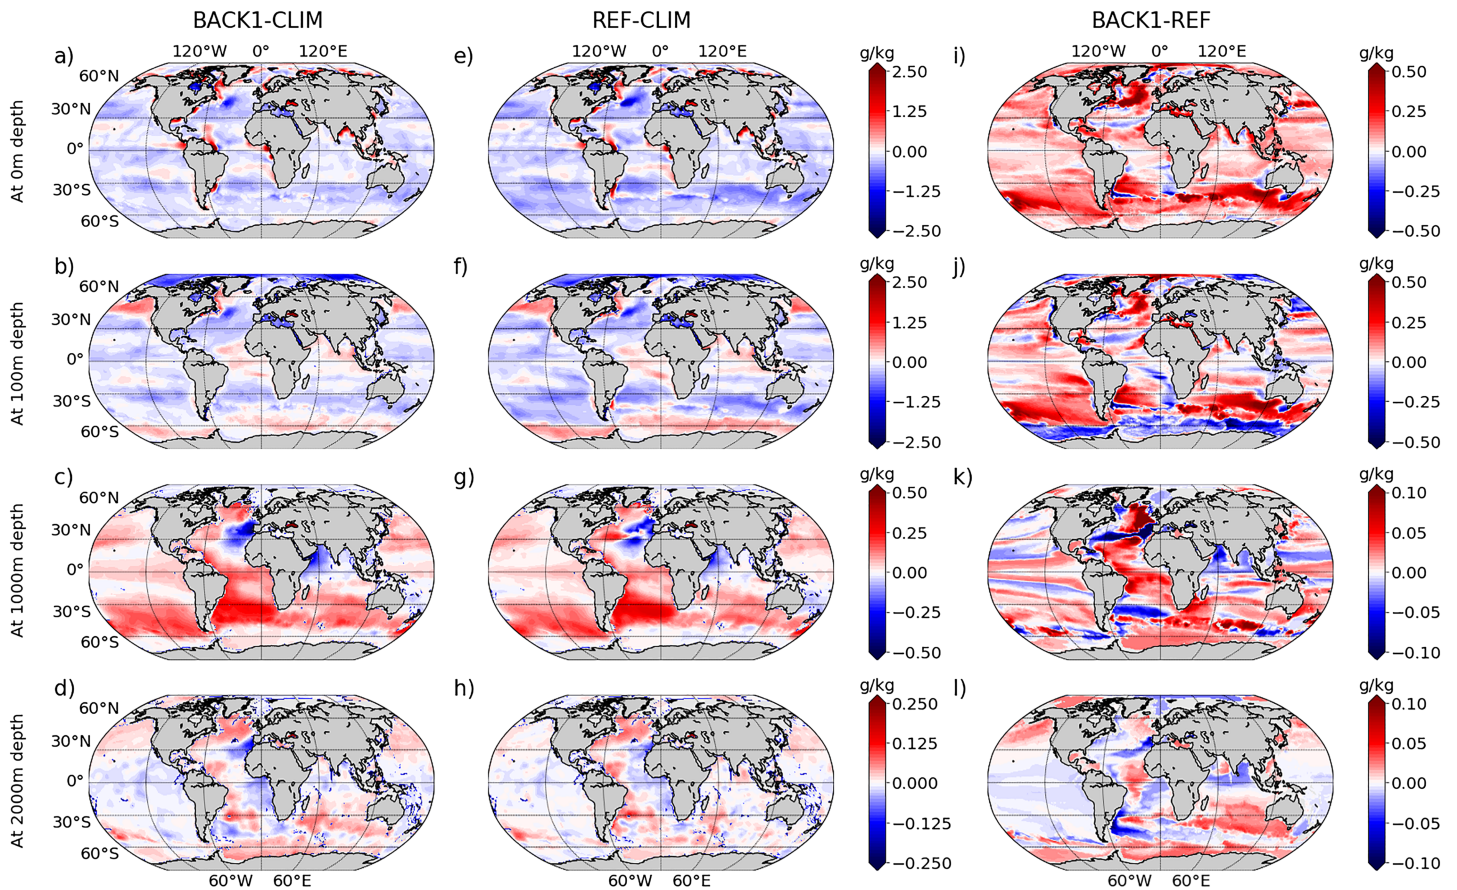 BACK1-CLIM REF-CLIM BACK1-REF
120°W 0° 120°E 120°W 0° 120°E 120°W 0° 120°E
a) e) g/kg i) g/kg
At 0m depth
60°N 30°N 0° 30°S 60°S
2.50 1.25 0.00 −1.25 −2.50
0.50 0.25 0.00 −0.25 −0.50
b) f) g/kg j) g/kg
At 100m depth
60°N 30°N 0° 30°S 60°S
2.50 1.25 0.00 −1.25 −2.50
0.50 0.25 0.00 −0.25 −0.50
c) g) g/kg k) g/kg
At 1000m depth
60°N 30°N 0° 30°S 60°S
0.50 0.25 0.00 −0.25 −0.50
0.10 0.05 0.00 −0.05 −0.10
d) h) g/kg l) g/kg
At 2000m depth
60°N 30°N 0° 30°S 60°S
0.250 0.125 0.000 −0.125 −0.250
0.10 0.05 0.00 −0.05 −0.10
60°W 60°E 60°W 60°E 60°W 60°E